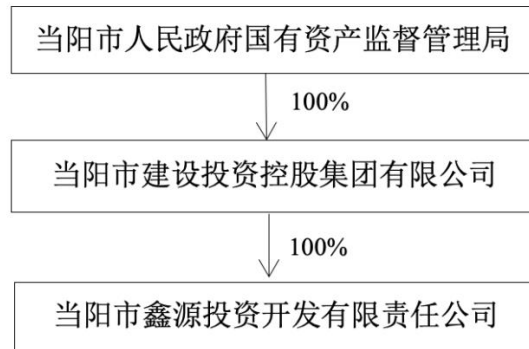 当阳市人民政府国有资产监督管理局
100%
当阳市建设投资控股集团有限公司
100%
当阳市鑫源投资开发有限责任公司